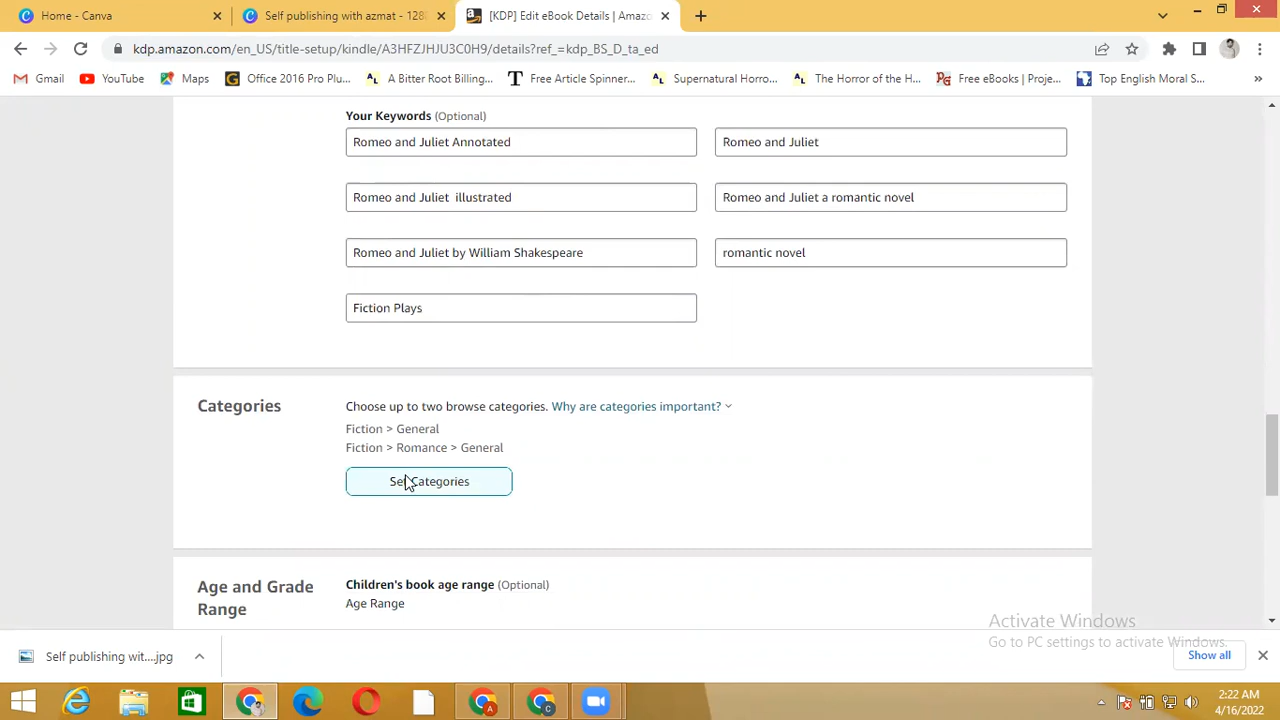 Home - Canva
Self publishing with azmat - 128
[KDP] Edit eBook Details | Amaz
kdp.amazon.com/en_US/title-setup/kindle/A3HFZJHJU3C0H9/details?ref_=kdp_BS_D_ta_ed
Gmail YouTube Maps Office 2016 Pro Plu... A Bitter Root Billing... Free Article Spinner... Supernatural Horro... The Horror of the H... Free eBooks | Proje... Top English Moral S... »
Your Keywords (Optional)
Romeo and Juliet Annotated Romeo and Juliet
Romeo and Juliet illustrated Romeo and Juliet a romantic novel
Romeo and Juliet by William Shakespeare romantic novel
Fiction Plays
Categories
Choose up to two browse categories. Why are categories important?
Fiction > General
Fiction > Romance > General
Set Categories
Age and Grade Range
Children's book age range (Optional)
Age Range
Activate Windows
Go to PC settings to activate Windows.
Self publishing wit....jpg
Show all
2:22 AM
4/16/2022